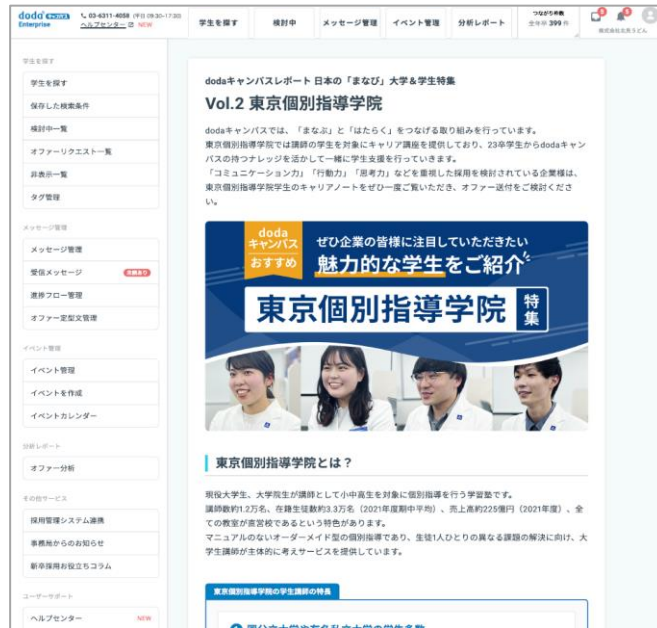 doda キャンパス
Enterprise
03-6311-4058 (平日 09:30-17:30)
ヘルプセンター NEW
学生を探す
検討中
メッセージ管理
イベント管理
分析レポート
つながり卒数
全年卒 399 件
学生を探す
学生を探す
保存した検索条件
検討中一覧
オファーリクエスト一覧
非表示一覧
タグ管理
メッセージ管理
メッセージ管理
受信メッセージ
進捗フロー管理
オファー定型文管理
イベント管理
イベント管理
イベントを作成
イベントカレンダー
分析レポート
オファー分析
その他サービス
採用管理システム連携
事務局からのお知らせ
新卒採用お役立ちコラム
ユーザーサポート
ヘルプセンター NEW
dodaキャンパスレポート 日本の「まなび」大学&学生特集
Vol.2 東京個別指導学院
dodaキャンパスでは、「まなぶ」と「はたらく」をつなげる取り組みを行っています。
東京個別指導学院では講師の学生を対象にキャリア講座を提供しており、23卒学生からdodaキャン
パスの持つナレッジを活かして一緒に学生支援を行っていきます。
「コミュニケーション力」「行動力」「思考力」などを重視した採用を検討されている企業様は、
東京個別指導学院学生のキャリアノートをぜひ一度ご覧いただき、オファー送付をご検討くださ
い。
doda
キャンパス
おすすめ
ぜひ企業の皆様に注目していただきたい
魅力的な学生をご紹介
東京個別指導学院 特集
東京個別指導学院とは？
現役大学生、大学院生が講師として小中高生を対象に個別指導を行う学習塾です。
講師数約1.2万名、在籍生徒数約3.3万名（2021年度期中平均）、売上高約225億円（2021年度）、全
ての教室が直営校であるという特色があります。
マニュアルのないオーダーメイド型の個別指導であり、生徒1人ひとりの異なる課題の解決に向け、大
学生講師が主体的に考えサービスを提供しています。
東京個別指導学院の学生講師の特長